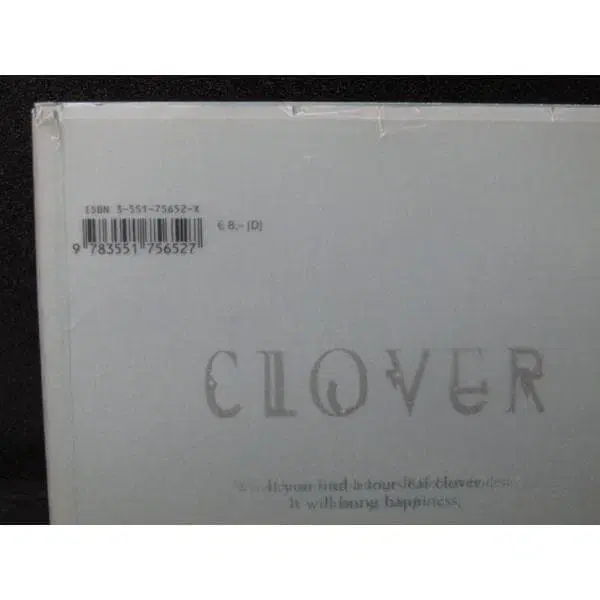 ISBN 3-551-75652-X
€ 8,- [D]
9 783551 756527
CLOVER
If you find a four-leaf clover
It will bring happiness,